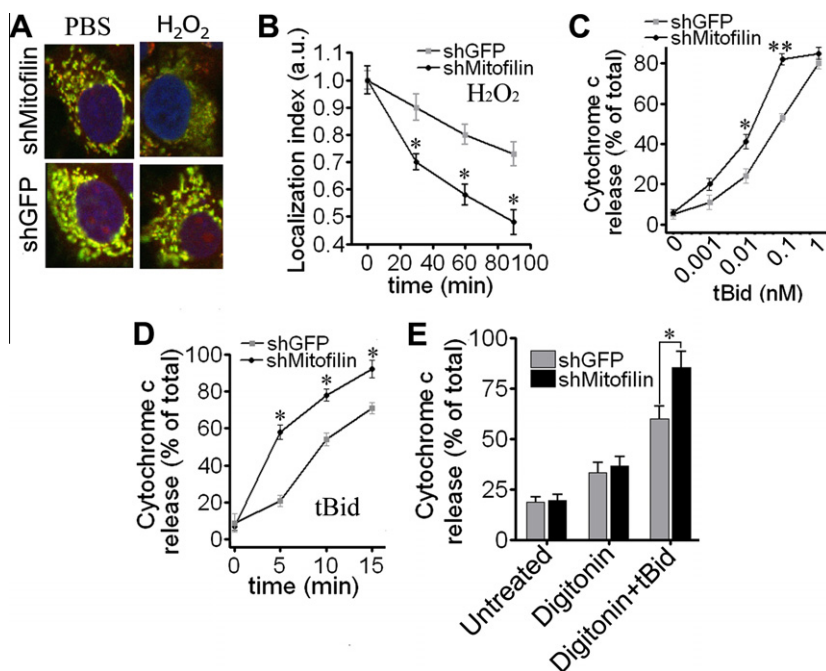 A
PBS
H₂O₂
shMitofilin
shGFP
B
Localization index (a.u.)
1.1
1.0
0.9
0.8
0.7
0.6
0.5
0.4
shGFP
shMitofilin
H₂O₂
*
*
*
0 20 40 60 80 100
time (min)
C
Cytochrome c
release (% of total)
80
60
40
20
0
shGFP
shMitofilin
**
*
0
0.001
0.01
0.1
1
tBid (nM)
D
Cytochrome c
release (% of total)
100
80
60
40
20
0
shGFP
shMitofilin
*
*
*
tBid
0 5 10 15
time (min)
E
Cytochrome c
release (% of total)
100
75
50
25
0
shGFP
shMitofilin
*
Untreated
Digitonin
Digitonin+tBid